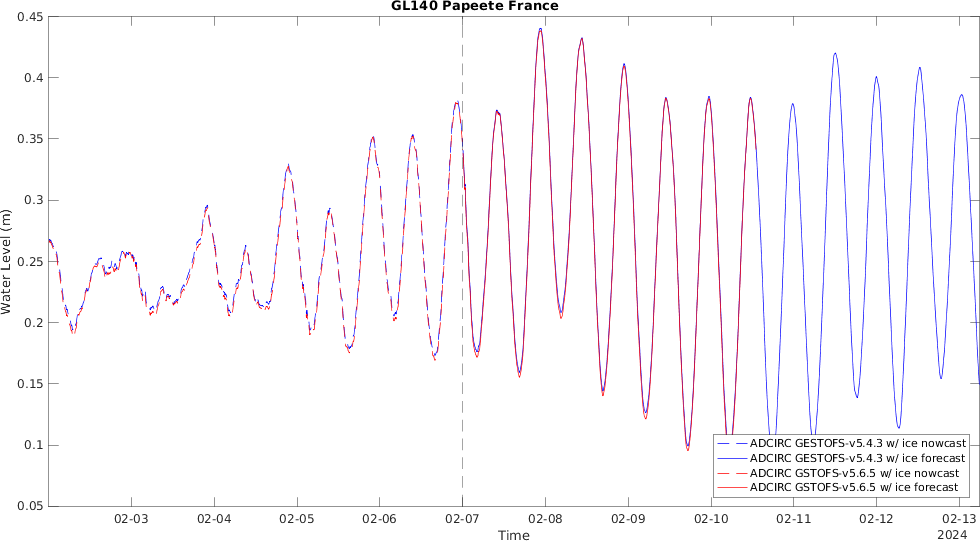 GL140 Papeete France
0.45
0.4
0.35
0.3
0.25
0.2
0.15
0.1
0.05
Water Level (m)
ADCIRC GESTOFS-v5.4.3 w/ ice nowcast
ADCIRC GESTOFS-v5.4.3 w/ ice forecast
ADCIRC GSTOFS-v5.6.5 w/ ice nowcast
ADCIRC GSTOFS-v5.6.5 w/ ice forecast
02-03 02-04 02-05 02-06 02-07 02-08 02-09 02-10 02-11 02-12 02-13
Time
2024